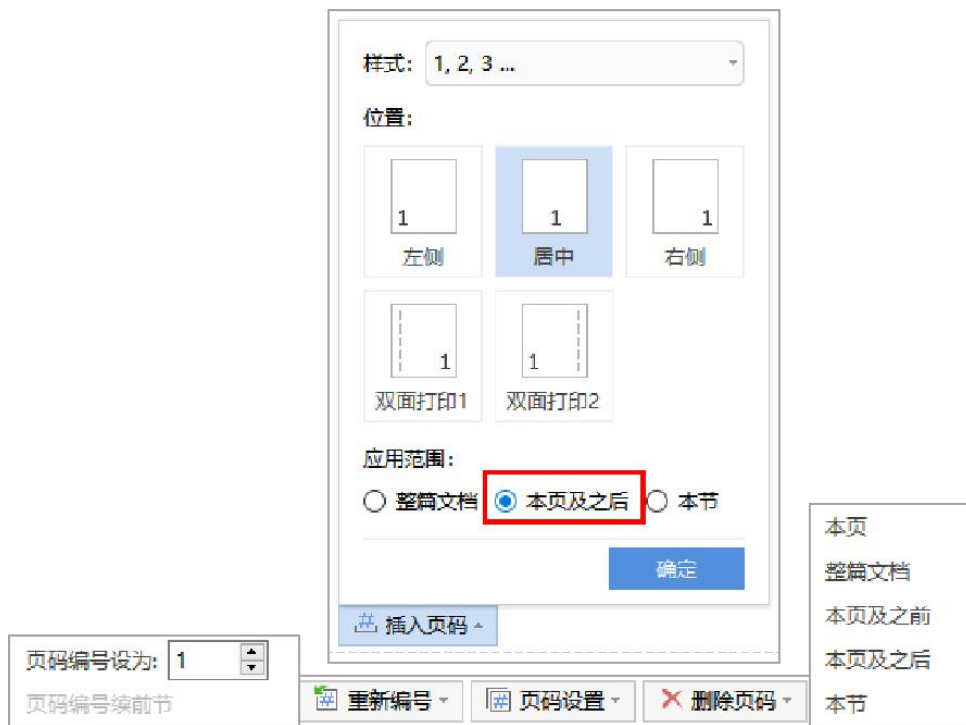 样式: 1, 2, 3 ...
位置:
1 1 1
左侧 居中 右侧
1 1
双面打印1 双面打印2
应用范围:
整篇文档 本页及之后 本节
确定
插入页码
页码编号设为: 1
页码编号续前节
重新编号 页码设置 删除页码
本页
整篇文档
本页及之前
本页及之后
本节